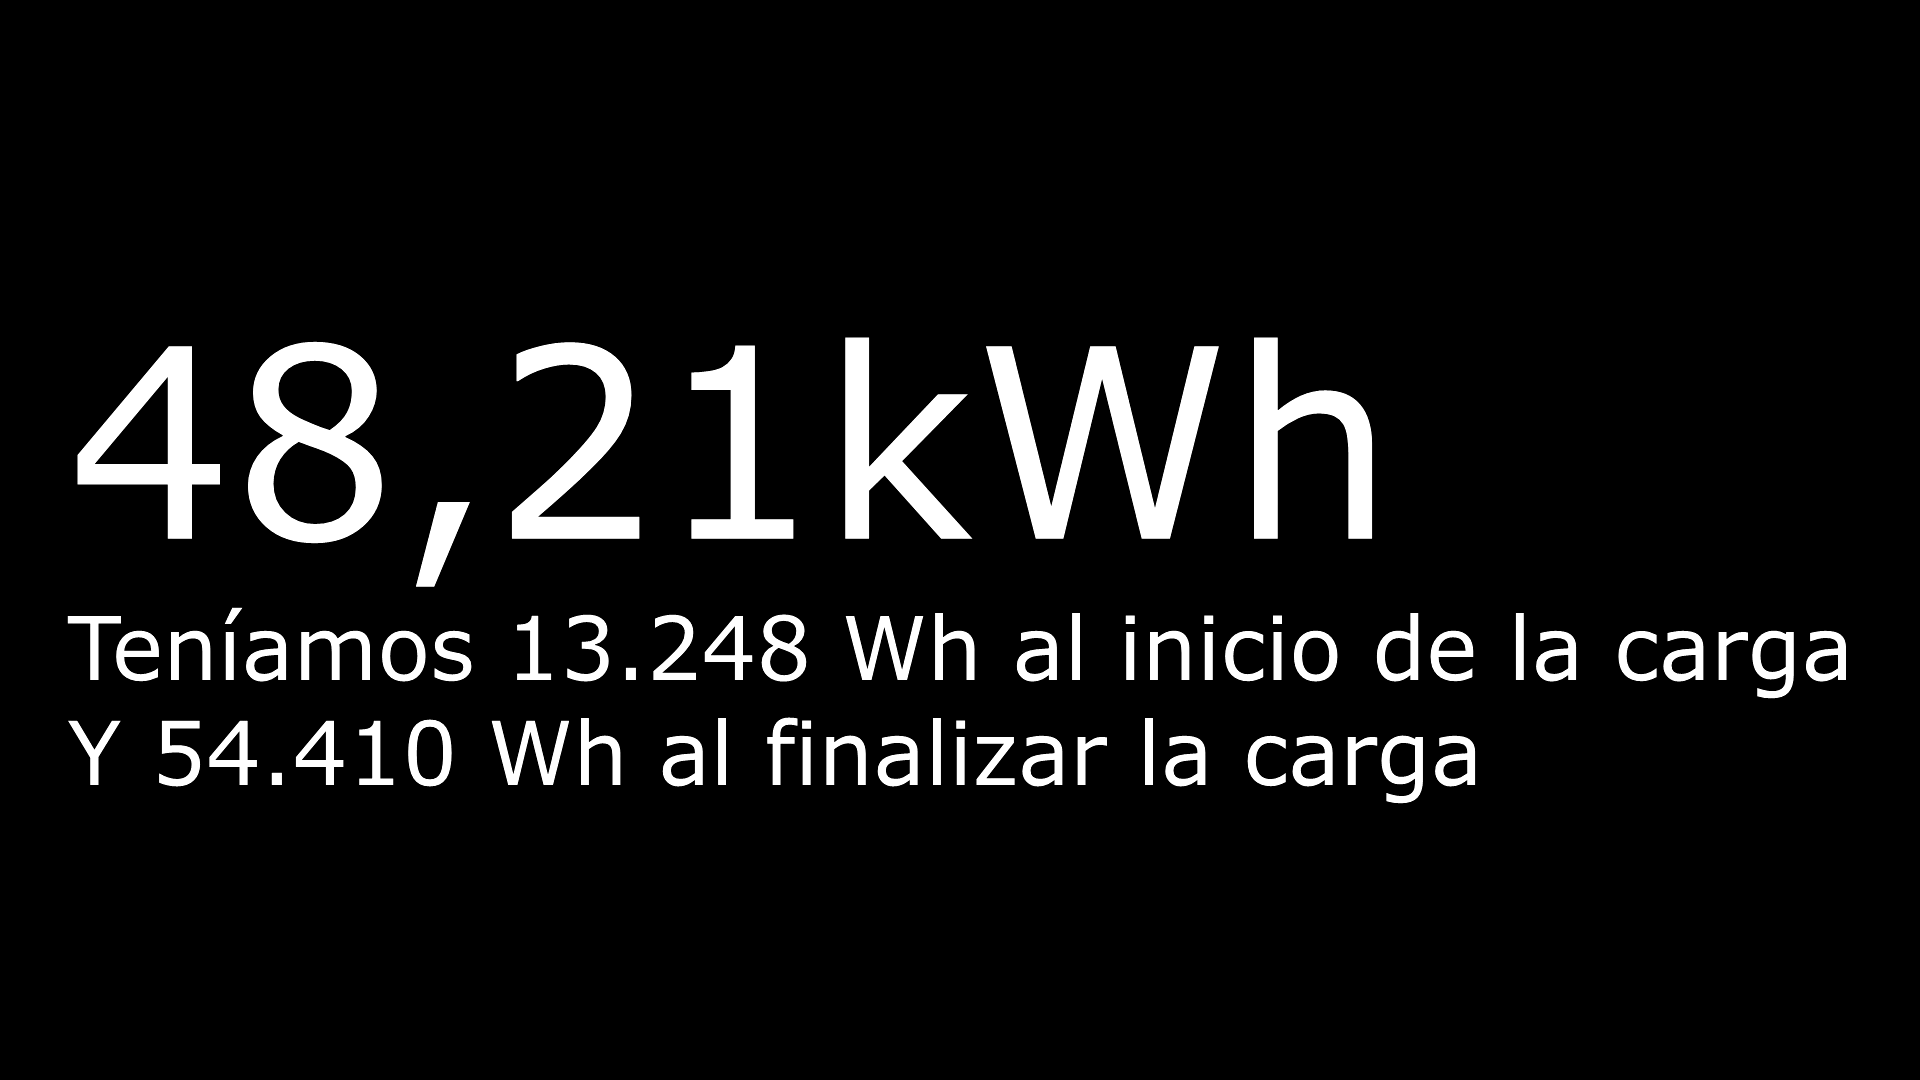 48,21kWh
Teníamos 13.248 Wh al inicio de la carga
Y 54.410 Wh al finalizar la carga